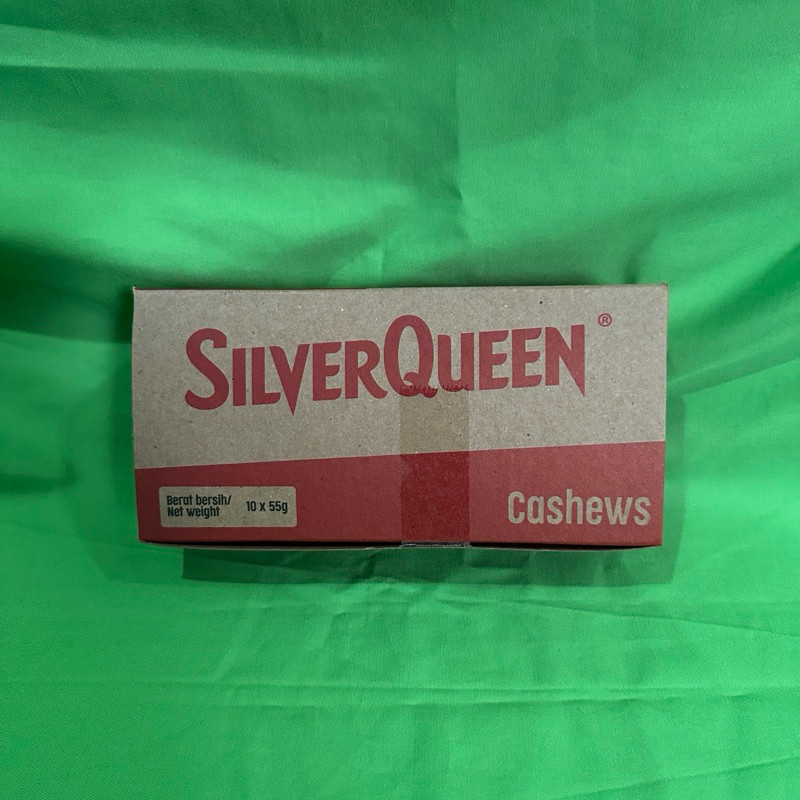 SILVERQUEEN®
Berat bersih/
Net weight
10 x 55g
Cashews